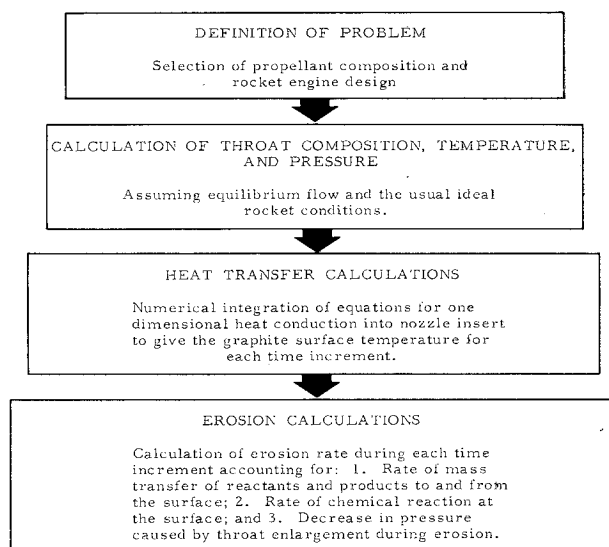 DEFINITION OF PROBLEM
Selection of propellant composition and
rocket engine design
CALCULATION OF THROAT COMPOSITION, TEMPERATURE,
AND PRESSURE
Assuming equilibrium flow and the usual ideal
rocket conditions.
HEAT TRANSFER CALCULATIONS
Numerical integration of equations for one
dimensional heat conduction into nozzle insert
to give the graphite surface temperature for
each time increment.
EROSION CALCULATIONS
Calculation of erosion rate during each time
increment accounting for: 1. Rate of mass
transfer of reactants and products to and from
the surface; 2. Rate of chemical reaction at
the surface; and 3. Decrease in pressure
caused by throat enlargement during erosion.